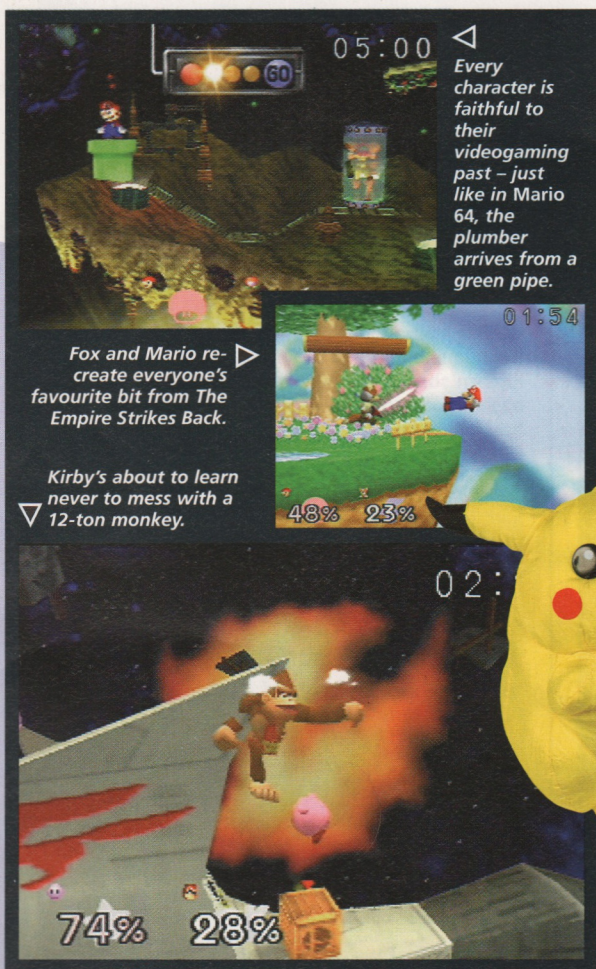 05:00
GO
Every
character is
faithful to
their
videogaming
past – just
like in Mario
64, the
plumber
arrives from a
green pipe.
01:54
Fox and Mario re-
create everyone's
favourite bit from The
Empire Strikes Back.
48% 23%
Kirby's about to learn
never to mess with a
12-ton monkey.
02:
74% 28%